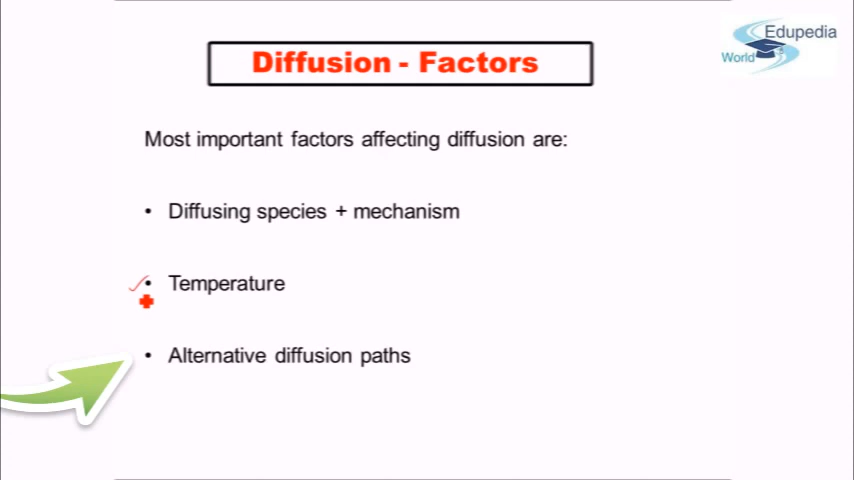 Edupedia
World
Diffusion - Factors
Most important factors affecting diffusion are:
• Diffusing species + mechanism
• Temperature
• Alternative diffusion paths